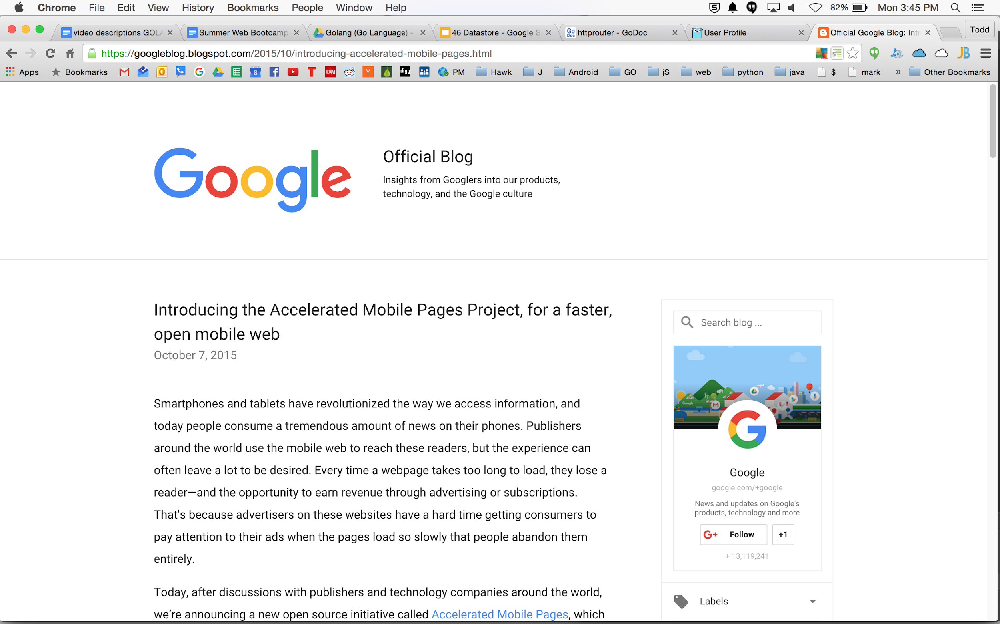 Chrome File Edit View History Bookmarks People Window Help 82% Mon 3:45 PM
video descriptions GOLA Summer Web Bootcamp Golang (Go Language) - 46 Datastore - Google S httprouter - GoDoc User Profile Official Google Blog: Intr Todd
https://googleblog.blogspot.com/2015/10/introducing-accelerated-mobile-pages.html
Apps Bookmarks PM Hawk J Android GO jS web python java $ mark » Other Bookmarks
Google
Official Blog
Insights from Googlers into our products,
technology, and the Google culture
Introducing the Accelerated Mobile Pages Project, for a faster,
open mobile web
October 7, 2015
Smartphones and tablets have revolutionized the way we access information, and
today people consume a tremendous amount of news on their phones. Publishers
around the world use the mobile web to reach these readers, but the experience can
often leave a lot to be desired. Every time a webpage takes too long to load, they lose a
reader—and the opportunity to earn revenue through advertising or subscriptions.
That's because advertisers on these websites have a hard time getting consumers to
pay attention to their ads when the pages load so slowly that people abandon them
entirely.
Today, after discussions with publishers and technology companies around the world,
we’re announcing a new open source initiative called Accelerated Mobile Pages, which
Search blog ...
Google
google.com/+google
News and updates on Google's
products, technology and more
G+ Follow +1
+ 13,119,241
Labels